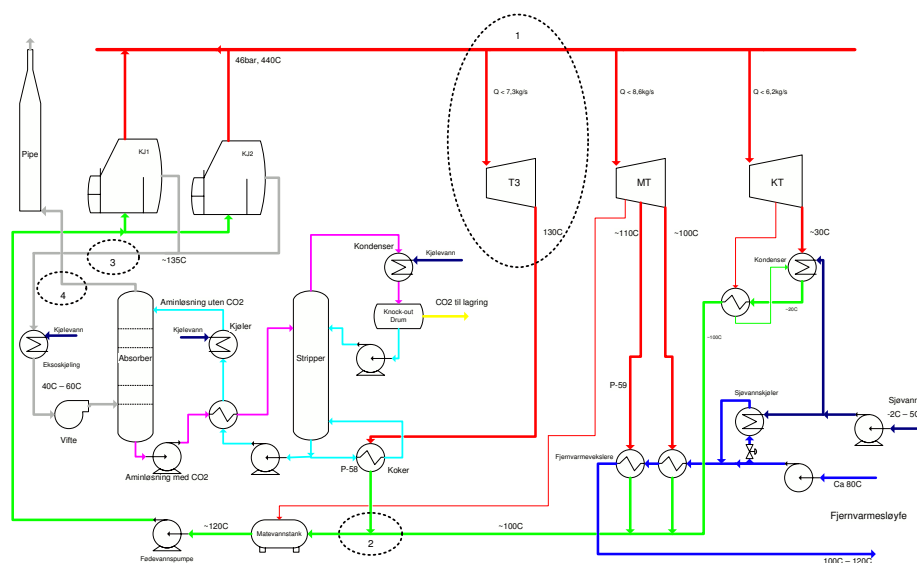 1
46bar, 440C
Q < 7,3kg/s
Q < 8,6kg/s
Q < 6,2kg/s
Pipe
KJ1
KJ2
T3
MT
KT
130C
~110C
~100C
~30C
3
~135C
4
Kondenser
Kjølevann
Kondenser
Aminløsning uten CO2
CO2 til lagring
Knock-out
Drum
~20C
~100C
Kjølevann
Kjøler
Kjølevann
Absorber
Stripper
Eksoskjøling
40C – 60C
Vifte
P-59
Sjøvannskjøler
Sjøvann
-2C – 50
Fjernvarmevekslere
P-58
Koker
Aminløsning med CO2
Ca 80C
Fjernvarmesløyfe
~120C
Matevannstank
2
~100C
Fødevannspumpe
100C – 120C